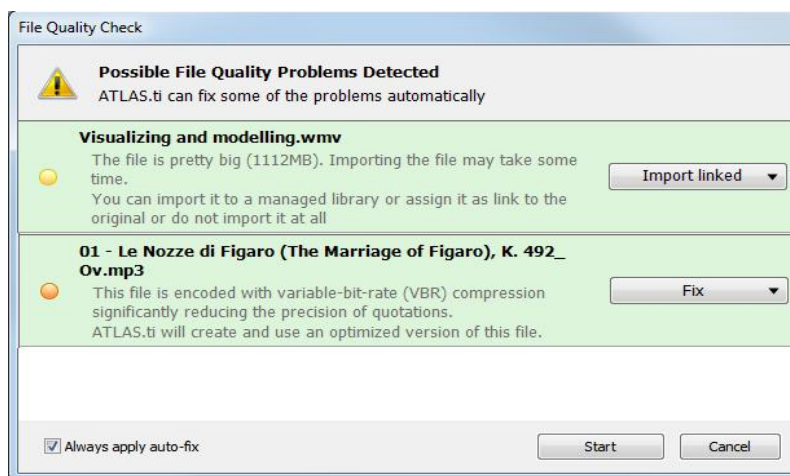 File Quality Check
Possible File Quality Problems Detected
ATLAS.ti can fix some of the problems automatically
Visualizing and modelling.wmv
The file is pretty big (1112MB). Importing the file may take some
time.
You can import it to a managed library or assign it as link to the
original or do not import it at all
Import linked
01 - Le Nozze di Figaro (The Marriage of Figaro), K. 492_
Ov.mp3
This file is encoded with variable-bit-rate (VBR) compression
significantly reducing the precision of quotations.
ATLAS.ti will create and use an optimized version of this file.
Fix
Always apply auto-fix
Start
Cancel